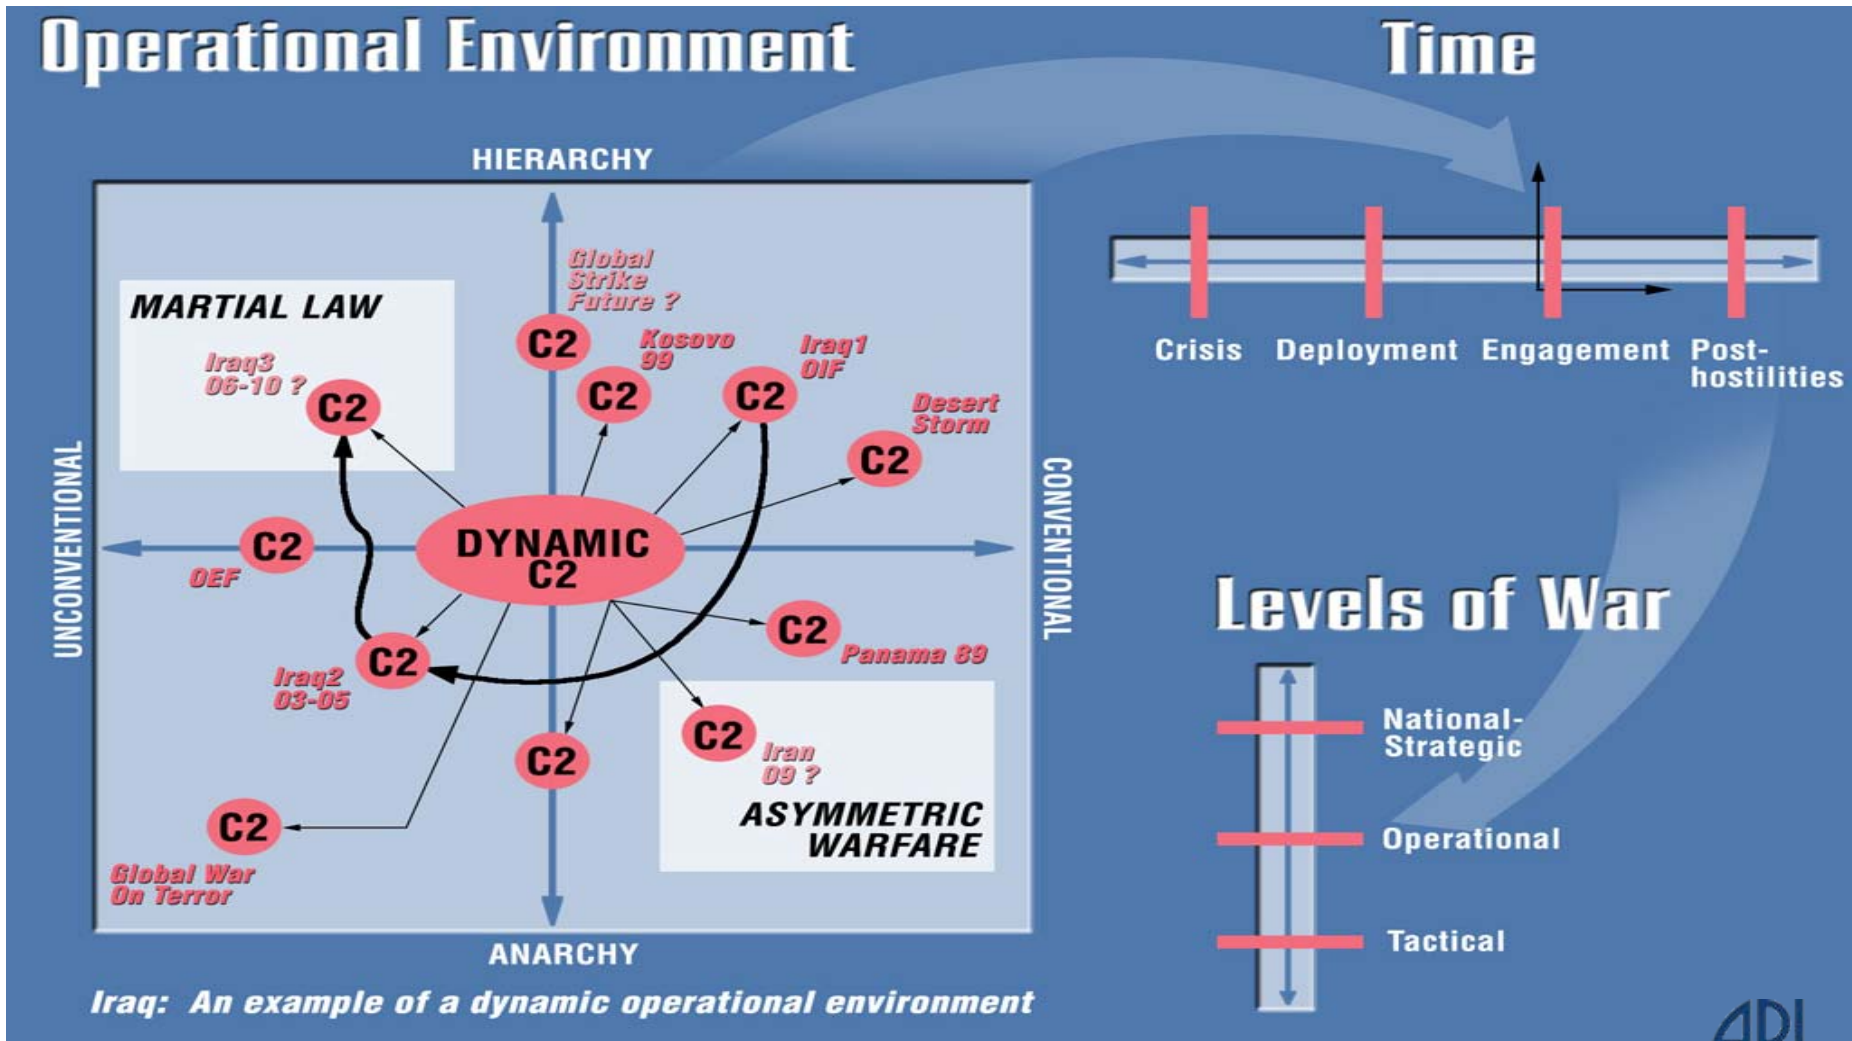 Operational Environment
Time
HIERARCHY
Global
Strike
Future ?
C2
MARTIAL LAW
Iraq3
06-10 ?
C2
Kosovo
99
C2
Iraq1
OIF
C2
Desert
Storm
C2
UNCONVENTIONAL
CONVENTIONAL
C2
OEF
DYNAMIC
C2
C2
Panama 89
C2
Iraq2
03-05
C2
Iran
09 ?
C2
ASYMMETRIC
WARFARE
C2
Global War
On Terror
ANARCHY
Iraq: An example of a dynamic operational environment
Crisis
Deployment
Engagement
Post-
hostilities
Levels of War
National-
Strategic
Operational
Tactical